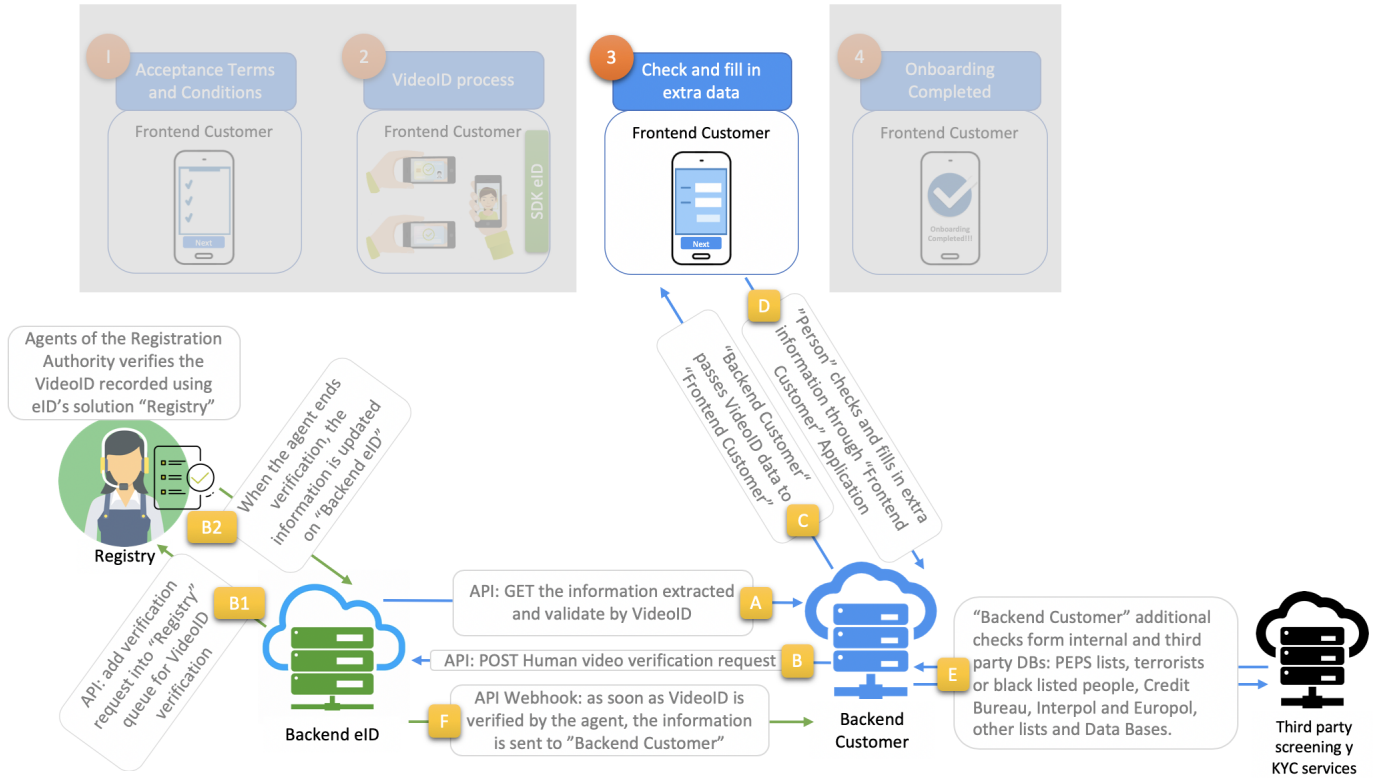 1
Acceptance Terms
and Conditions
Frontend Customer
Next
2
VideoID process
Frontend Customer
SDK eID
3
Check and fill in
extra data
Frontend Customer
Next
4
Onboarding
Completed
Frontend Customer
Onboarding
Completed!!!
Agents of the Registration
Authority verifies the
VideoID recorded using
eID's solution “Registry”
Registry
B2
When the agent ends
verification, the
information is updated
on “Backend eID”
B1
API: add verification
request into “Registry”
queue for VideoID
verification
Backend eID
API: GET the information extracted
and validate by VideoID
A
API: POST Human video verification request
B
F
API Webhook: as soon as VideoID is
verified by the agent, the information
is sent to ”Backend Customer”
C
“Backend Customer“
passes VideoID data to
“Frontend Customer”
D
”Person” checks and fills in extra
information through “Frontend
Customer” Application
Backend
Customer
E
“Backend Customer” additional
checks form internal and third
party DBs: PEPS lists, terrorists
or black listed people, Credit
Bureau, Interpol and Europol,
other lists and Data Bases.
Third party
screening y
KYC services